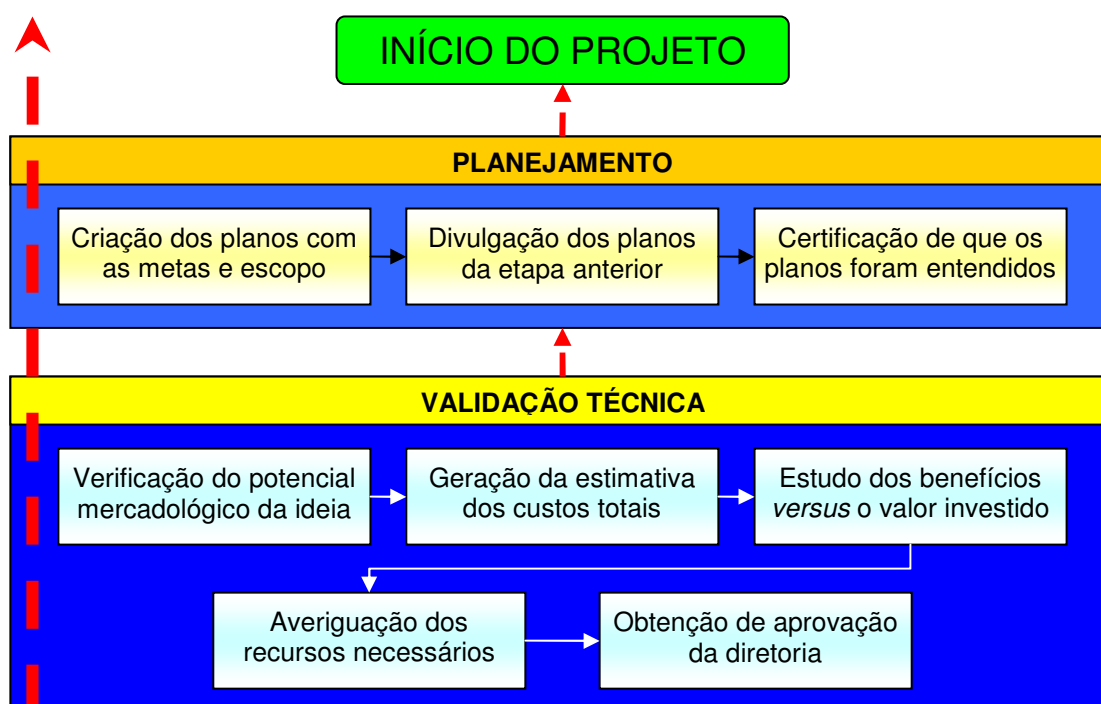 INÍCIO DO PROJETO
PLANEJAMENTO
Criação dos planos com
as metas e escopo
Divulgação dos planos
da etapa anterior
Certificação de que os
planos foram entendidos
VALIDAÇÃO TÉCNICA
Verificação do potencial
mercadológico da ideia
Geração da estimativa
dos custos totais
Estudo dos benefícios
versus o valor investido
Averiguação dos
recursos necessários
Obtenção de aprovação
da diretoria